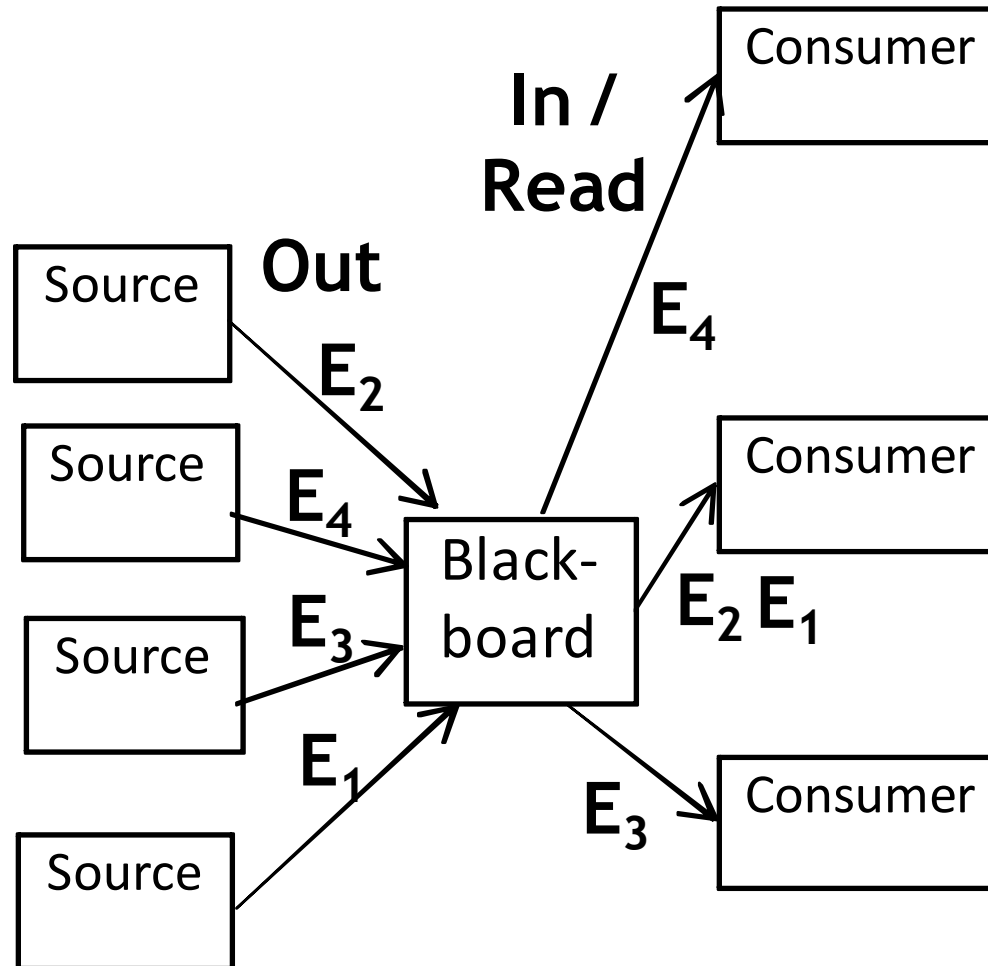 Consumer
In /
Read
Out
Source
E₄
E₂
Source
Consumer
E₄
Black-
board
E₂ E₁
E₃
Source
E₁
Consumer
E₃
Source